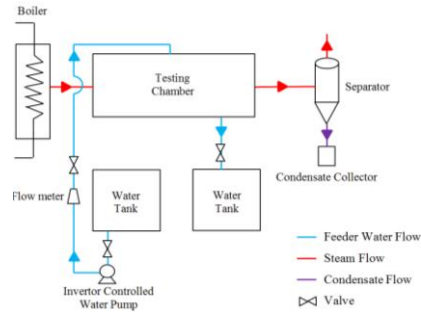 Boiler
Testing
Chamber
Separator
Condensate Collector
Flow meter
Water
Tank
Water
Tank
Invertor Controlled
Water Pump
Feeder Water Flow
Steam Flow
Condensate Flow
Valve